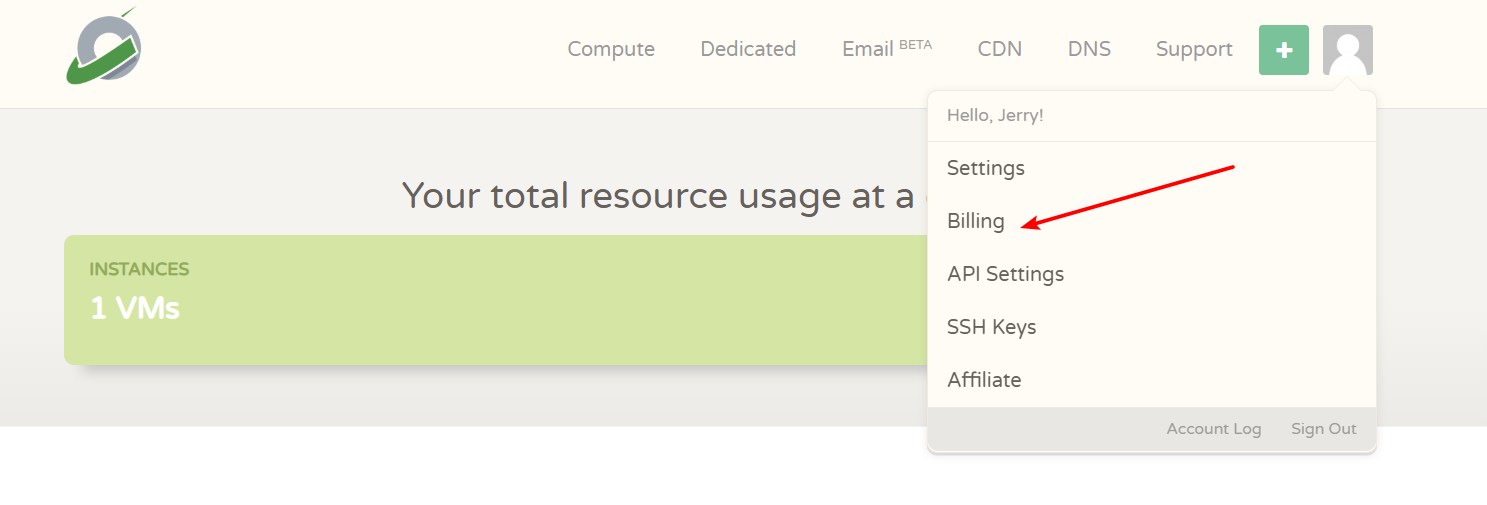 Compute Dedicated Email BETA CDN DNS Support
Hello, Jerry!
Settings
Billing
API Settings
SSH Keys
Affiliate
Account Log Sign Out
Your total resource usage at a
INSTANCES
1 VMs